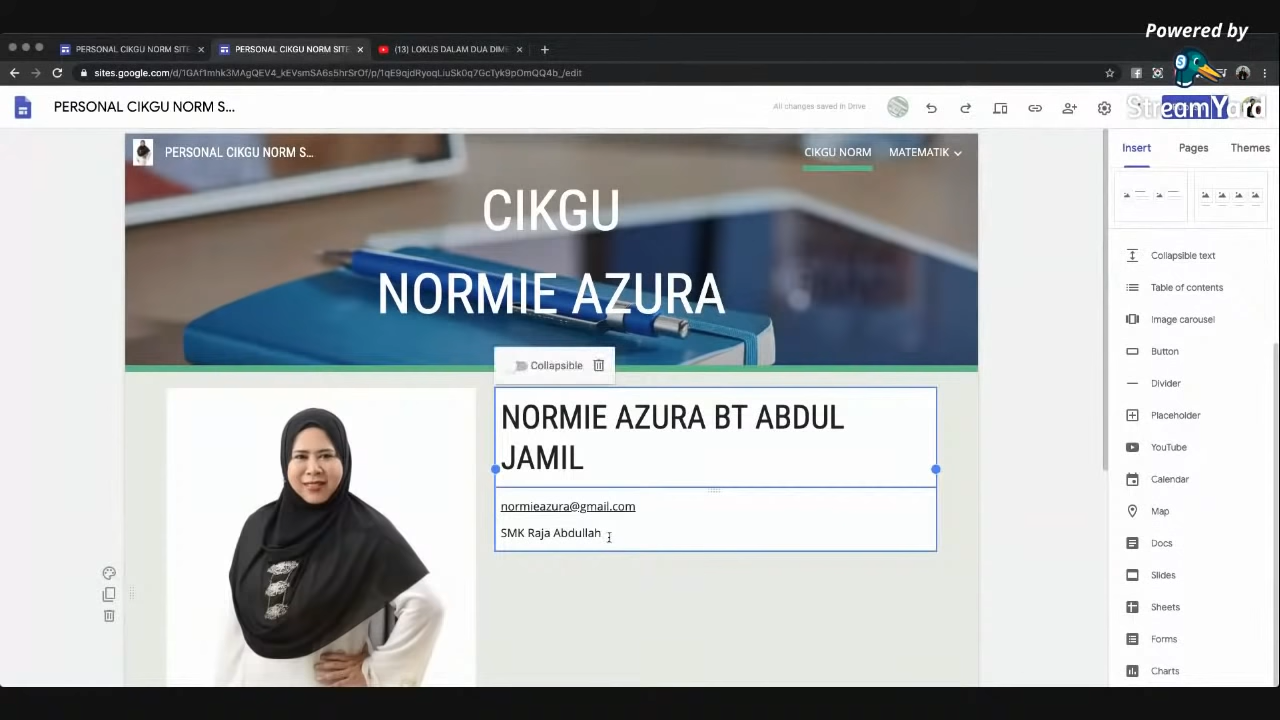 Powered by
StreamYard
PERSONAL CIKGU NORM SITE
PERSONAL CIKGU NORM SITE
(13) LOKUS DALAM DUA DIM
sites.google.com/d/1GAf1mhk3MAgQEV4_kEVsmSA6s5hrSrOf/p/1qE9qjdRyoqLiuSk0q7GcTyk9pOmQQ4b_/edit
PERSONAL CIKGU NORM S...
All changes saved in Drive
PERSONAL CIKGU NORM S...
CIKGU NORM
MATEMATIK
CIKGU
NORMIE AZURA
Collapsible
NORMIE AZURA BT ABDUL
JAMIL
normieazura@gmail.com
SMK Raja Abdullah
Insert
Pages
Themes
Collapsible text
Table of contents
Image carousel
Button
Divider
Placeholder
YouTube
Calendar
Map
Docs
Slides
Sheets
Forms
Charts